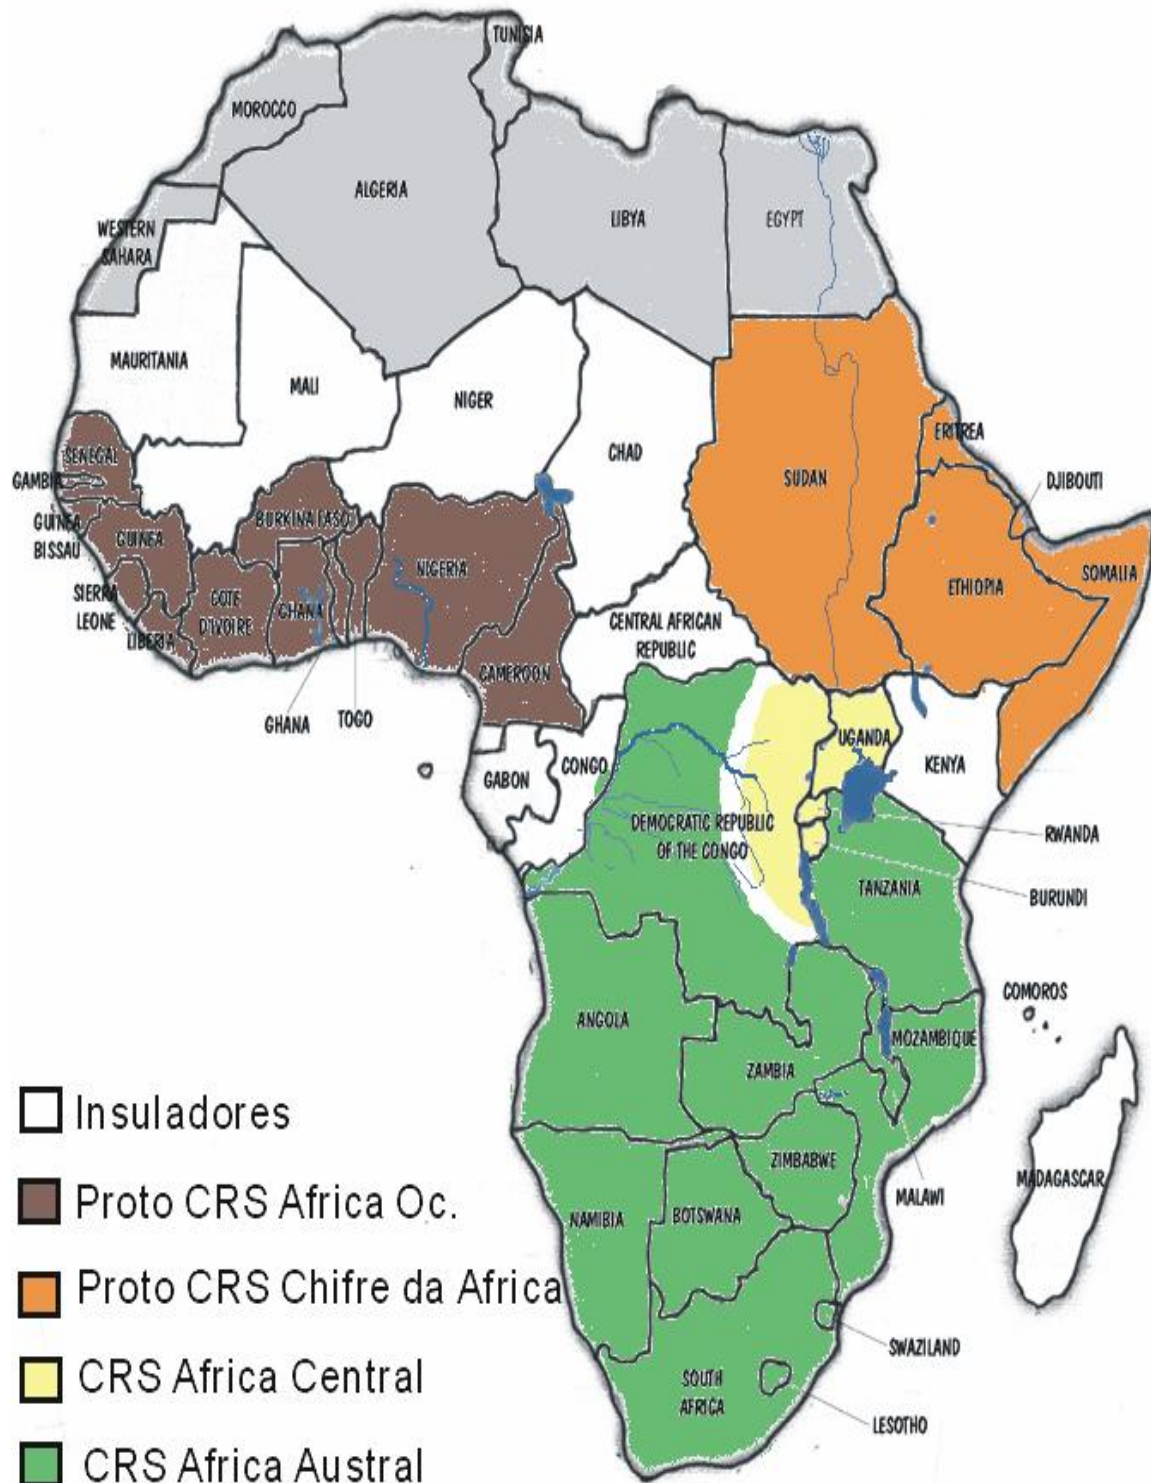 TUNISIA
MOROCCO
ALGERIA
LIBYA
EGYPT
WESTERN
SAHARA
MAURITANIA
MALI
NIGER
CHAD
SUDAN
ERITREA
DJIBOUTI
SENEGAL
GAMBIA
GUINEA
BISSAU
GUINEA
BURKINA FASO
NIGERIA
ETHIOPIA
SOMALIA
SIERRA
LEONE
COTE
D'IVOIRE
GHANA
LIBERIA
CENTRAL AFRICAN
REPUBLIC
CAMEROON
GHANA
TOGO
UGANDA
KENYA
GABON
CONGO
DEMOCRATIC REPUBLIC
OF THE CONGO
RWANDA
TANZANIA
BURUNDI
COMOROS
ANGOLA
MOZAMBIQUE
ZAMBIA
ZIMBABWE
MALAWI
MADAGASCAR
NAMIBIA
BOTSWANA
SWAZILAND
SOUTH
AFRICA
LESOTHO
Insuladores
Proto CRS Africa Oc.
Proto CRS Chifre da Africa
CRS Africa Central
CRS Africa Austral